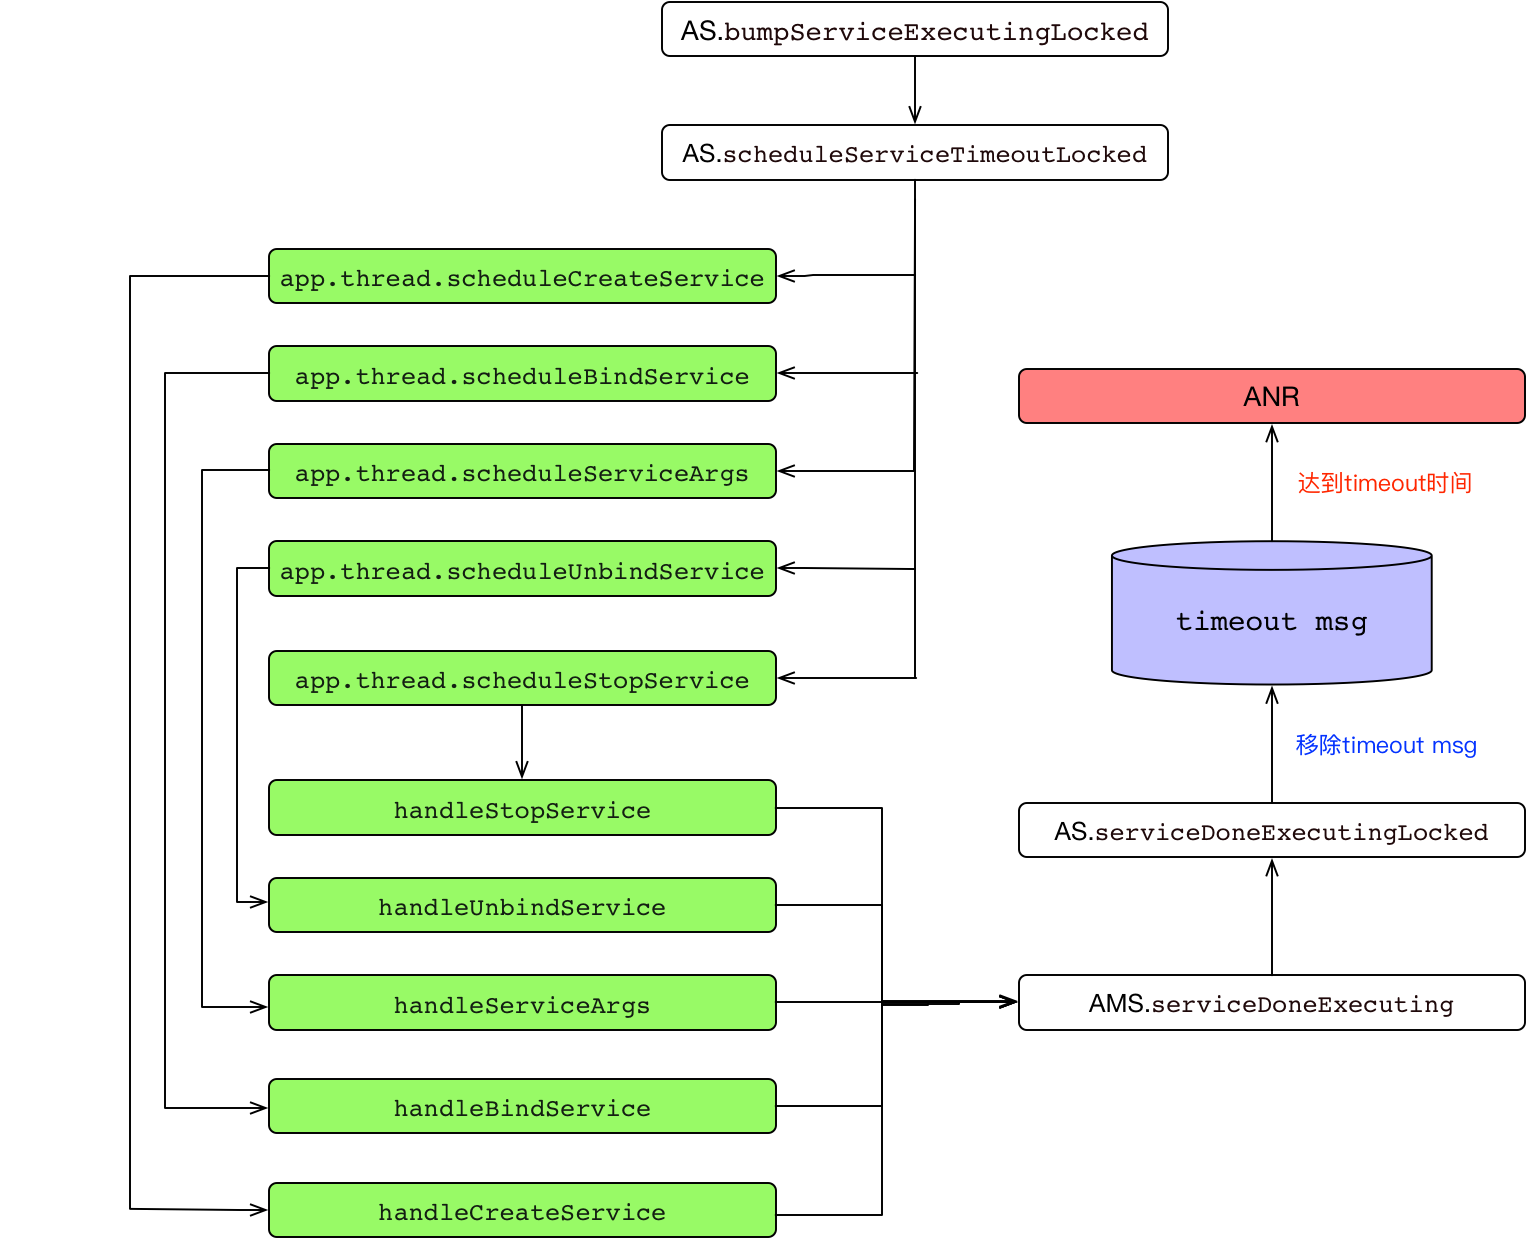 AS.bumpServiceExecutingLocked
AS.scheduleServiceTimeoutLocked
app.thread.scheduleCreateService
app.thread.scheduleBindService
app.thread.scheduleServiceArgs
app.thread.scheduleUnbindService
app.thread.scheduleStopService
handleStopService
handleUnbindService
handleServiceArgs
handleBindService
handleCreateService
ANR
达到timeout时间
timeout msg
移除timeout msg
AS.serviceDoneExecutingLocked
AMS.serviceDoneExecuting